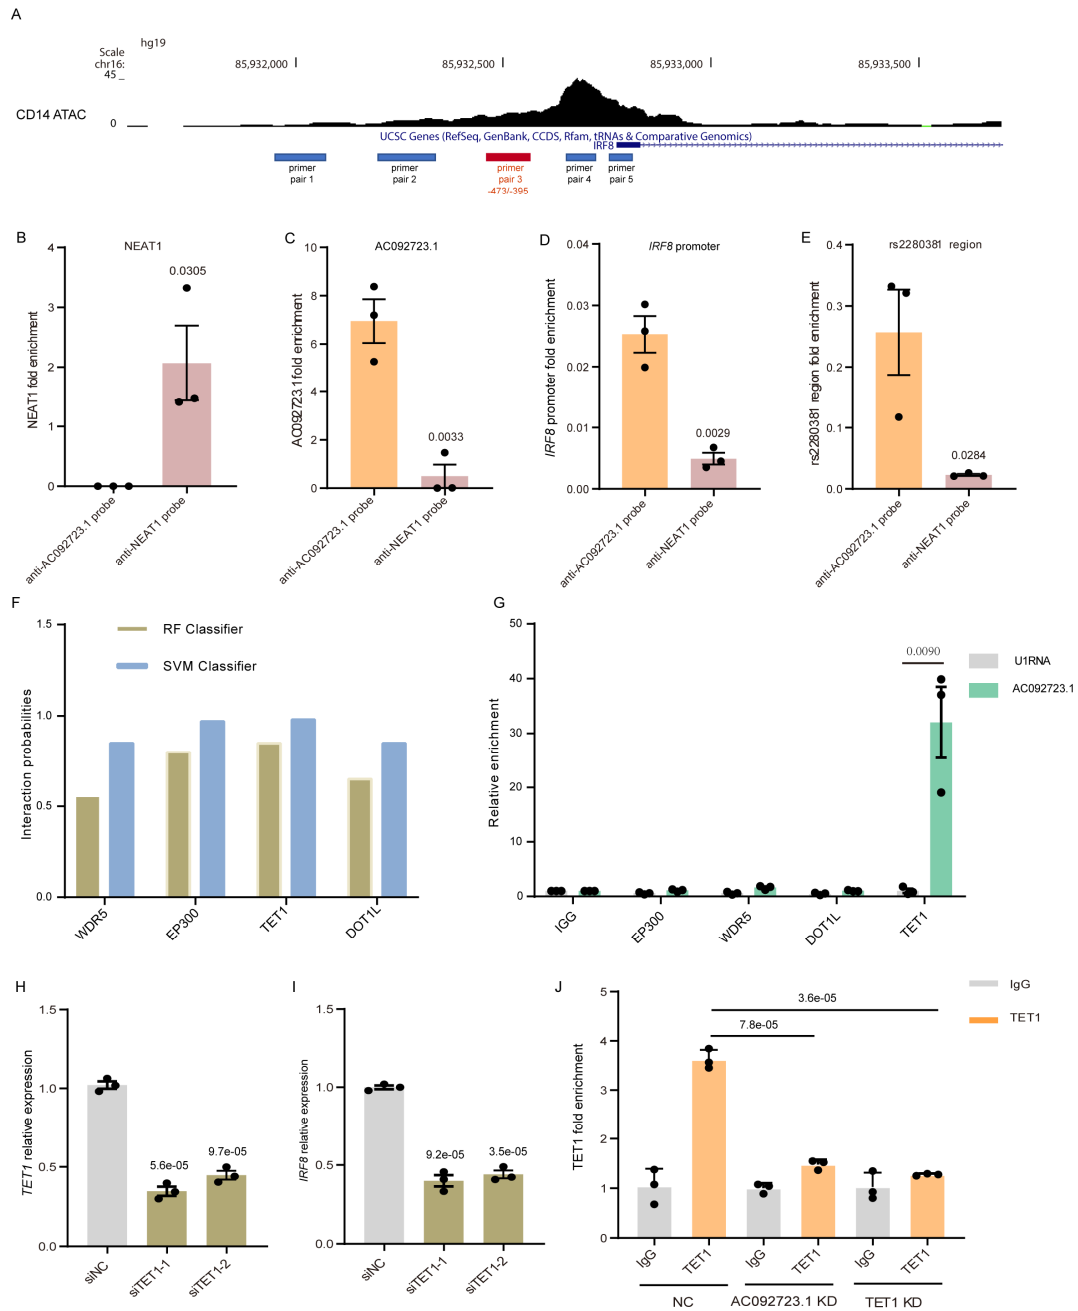 A
hg19
Scale
chr16:
85,932,000
85,932,500
85,933,000
85,933,500
45 _
CD14 ATAC
0
UCSC Genes (RefSeq, GenBank, CCDS, Rfam, tRNAs & Comparative Genomics)
IRF8
primer
pair 1
primer
pair 2
primer
pair 3
-473/-395
primer
pair 4
primer
pair 5
B
NEAT1
NEAT1 fold enrichment
4
3
2
1
0
0.0305
anti-AC092723.1 probe
anti-NEAT1 probe
C
AC092723.1
AC092723.1 fold enrichment
10
8
6
4
2
0
0.0033
anti-AC092723.1 probe
anti-NEAT1 probe
D
IRF8 promoter
IRF8 promoter fold enrichment
0.04
0.03
0.02
0.01
0.00
0.0029
anti-AC092723.1 probe
anti-NEAT1 probe
E
rs2280381 region
rs2280381 region fold enrichment
0.4
0.3
0.2
0.1
0.0
0.0284
anti-AC092723.1 probe
anti-NEAT1 probe
F
Interaction probabilities
1.5
1.0
0.5
0.0
RF Classifier
SVM Classifier
WDR5
EP300
TET1
DOT1L
G
Relative enrichment
50
40
30
20
10
0
0.0090
U1RNA
AC092723.1
IGG
EP300
WDR5
DOT1L
TET1
H
TET1 relative expression
1.5
1.0
0.5
0.0
5.6e-05
9.7e-05
siNC
siTET1-1
siTET1-2
I
IRF8 relative expression
1.5
1.0
0.5
0.0
9.2e-05
3.5e-05
siNC
siTET1-1
siTET1-2
J
TET1 fold enrichment
5
4
3
2
1
0
3.6e-05
7.8e-05
IgG
TET1
IgG
TET1
IgG
TET1
IgG
TET1
NC
AC092723.1 KD
TET1 KD